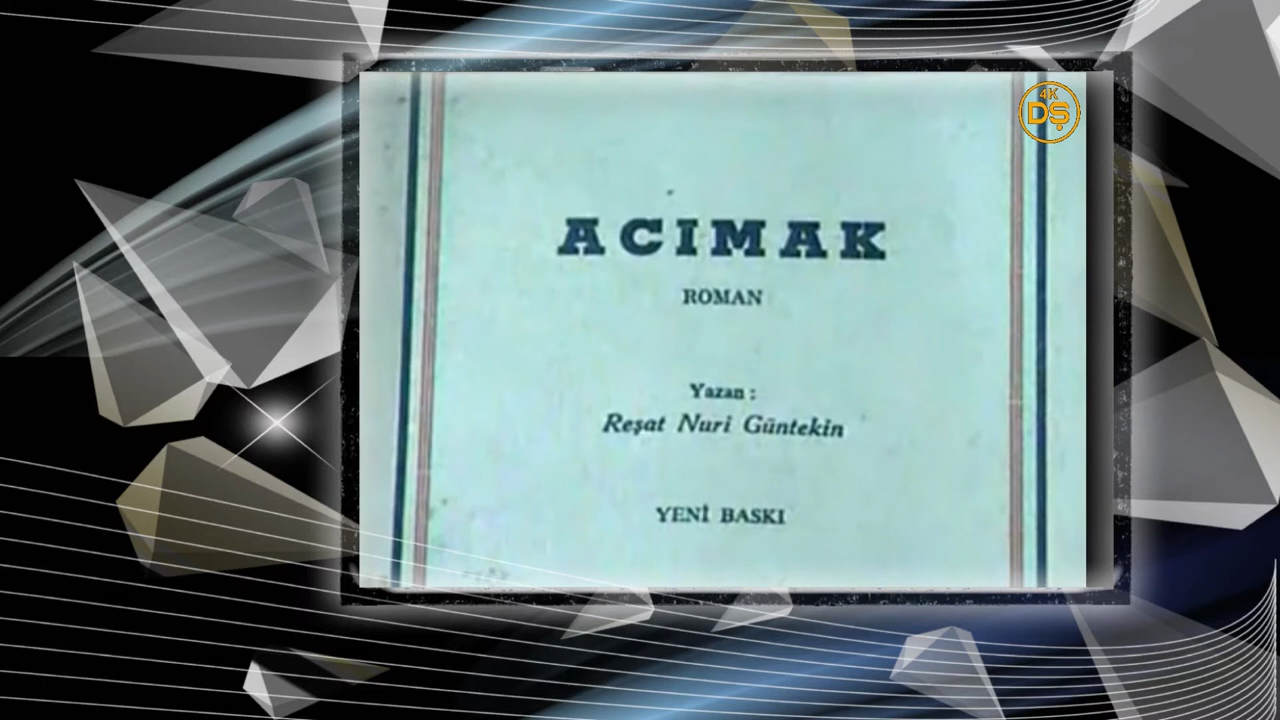 4K
DŞ
ACIMAK
ROMAN
Yazan :
Reşat Nuri Güntekin
YENİ BASKI